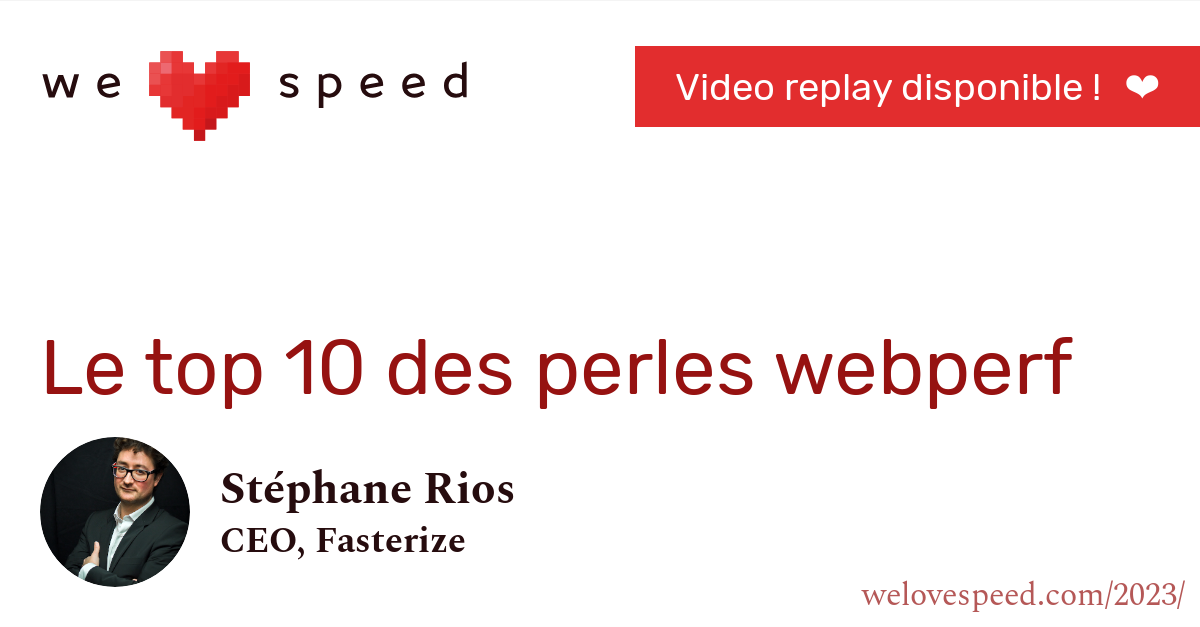 we speed
Video replay disponible ! ❤
Le top 10 des perles webperf
Stéphane Rios
CEO, Fasterize
welovespeed.com/2023/